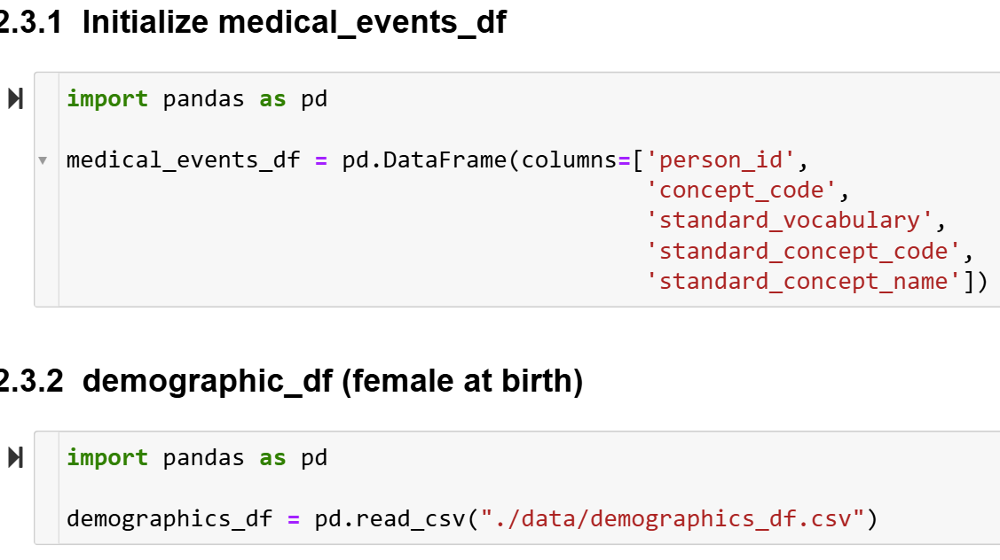 2.3.1 Initialize medical_events_df
import pandas as pd
medical_events_df = pd.DataFrame(columns=['person_id',
'concept_code',
'standard_vocabulary',
'standard_concept_code',
'standard_concept_name'])
2.3.2 demographic_df (female at birth)
import pandas as pd
demographics_df = pd.read_csv("./data/demographics_df.csv")